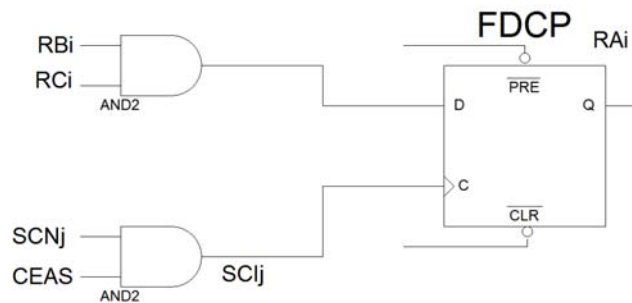 FDCP
RAi
RBi
RCi
AND2
PRE
D
Q
C
CLR
SCNj
CEAS
AND2
SCIj